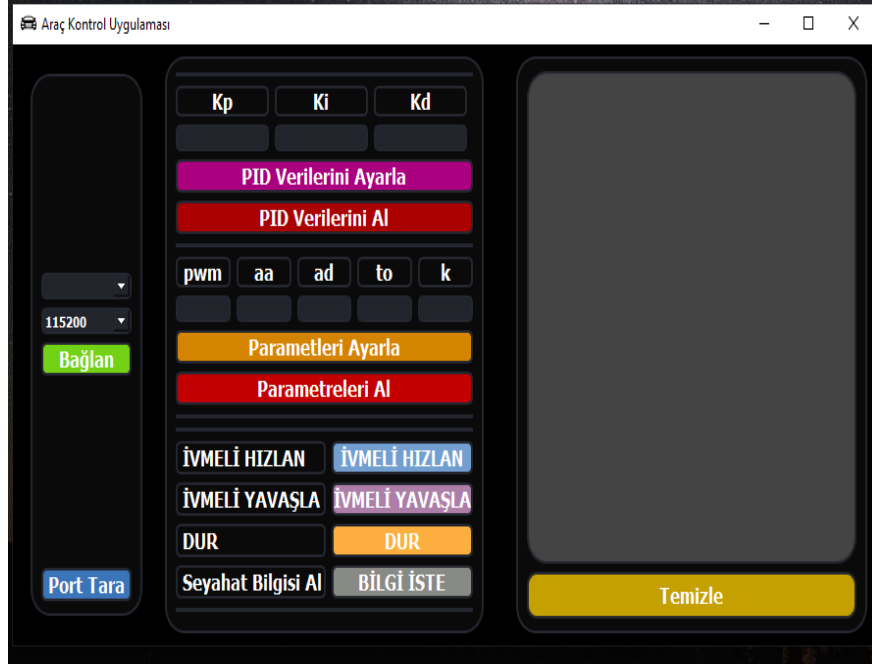 Araç Kontrol Uygulaması
115200
Bağlan
Port Tara
Kp Ki Kd
PID Verilerini Ayarla
PID Verilerini Al
pwm aa ad to k
Parametleri Ayarla
Parametreleri Al
İVMELİ HIZLAN İVMELİ HIZLAN
İVMELİ YAVAŞLA İVMELİ YAVAŞLA
DUR DUR
Seyahat Bilgisi Al BİLGİ İSTE
Temizle